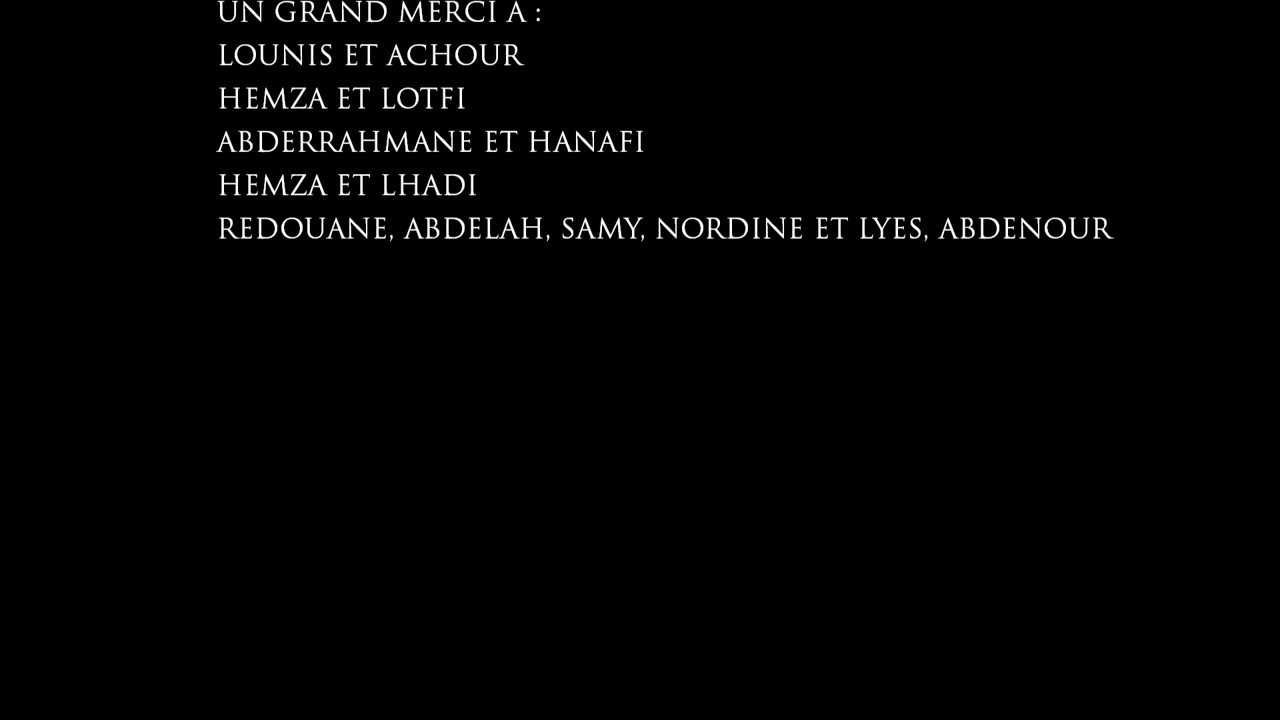 UN GRAND MERCI A :
LOUNIS ET ACHOUR
HEMZA ET LOTFI
ABDERRAHMANE ET HANAFI
HEMZA ET LHADI
REDOUANE, ABDELAH, SAMY, NORDINE ET LYES, ABDENOUR